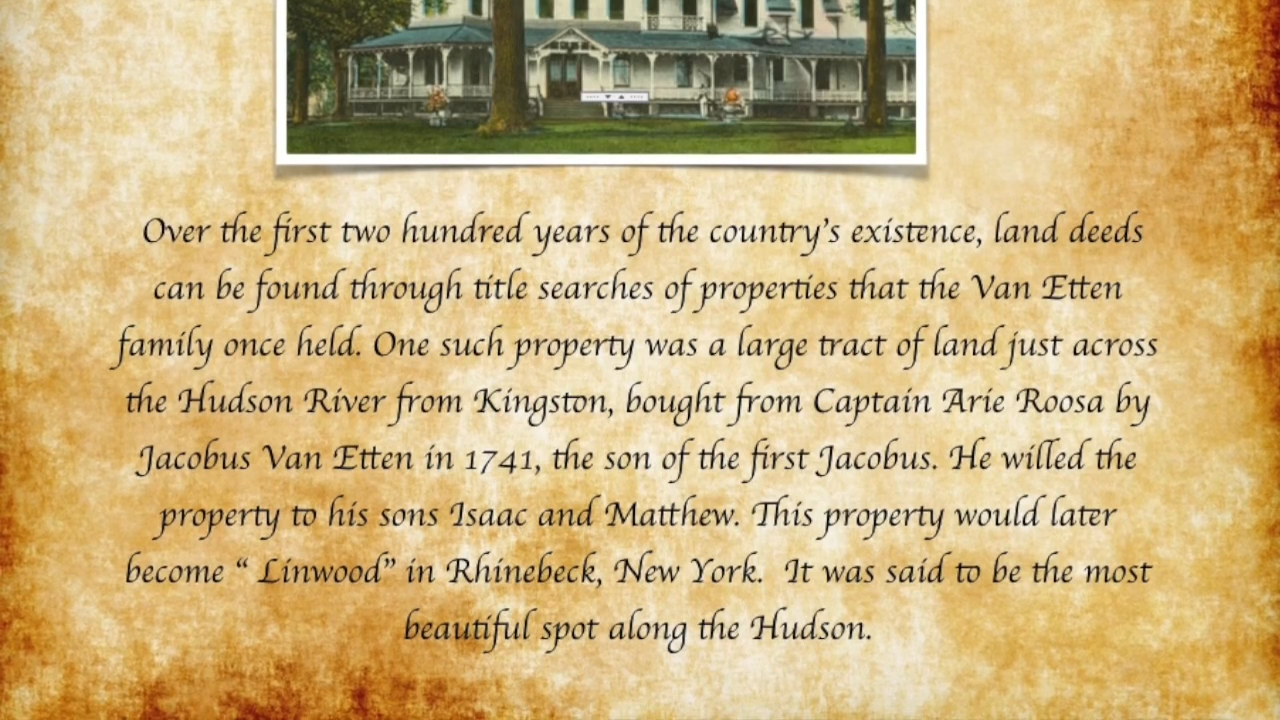 Over the first two hundred years of the country's existence, land deeds
can be found through title searches of properties that the Van Etten
family once held. One such property was a large tract of land just across
the Hudson River from Kingston, bought from Captain Arie Roosa by
Jacobus Van Etten in 1741, the son of the first Jacobus. He willed the
property to his sons Isaac and Matthew. This property would later
become “ Linwood” in Rhinebeck, New York.  It was said to be the most
beautiful spot along the Hudson.